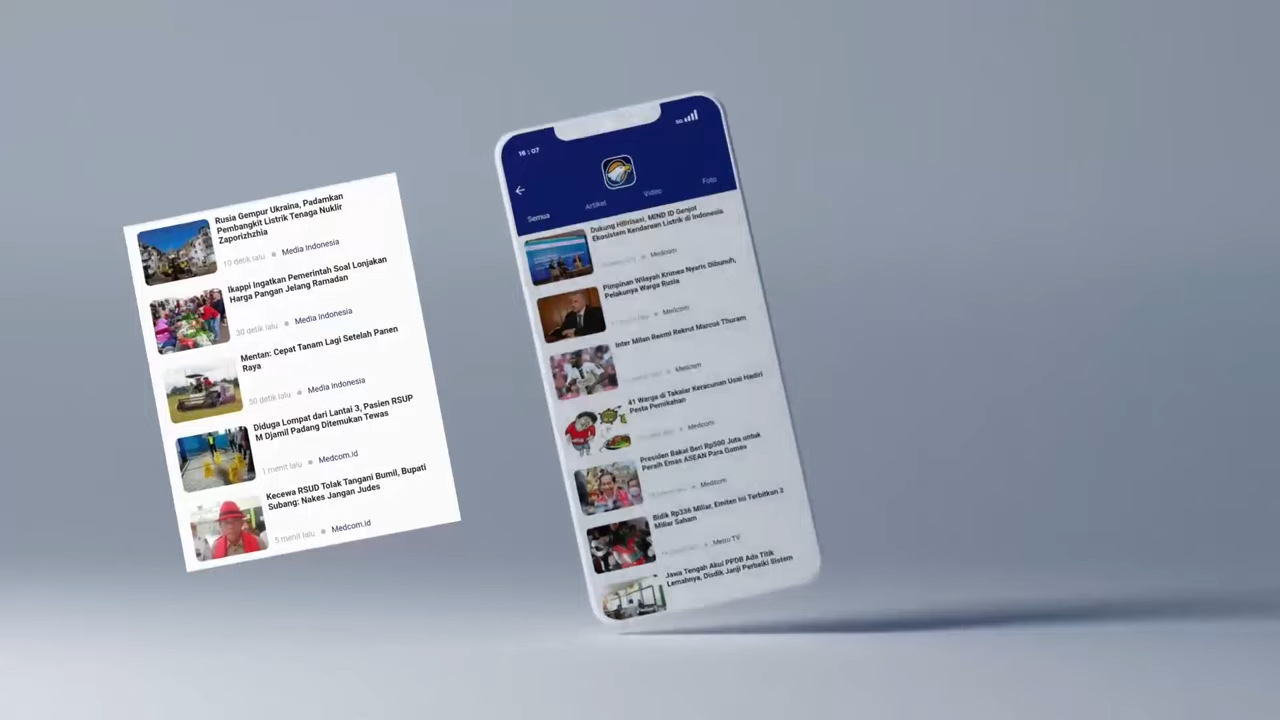 Rusia Gempur Ukraina, Padamkan
Pembangkit Listrik Tenaga Nuklir
Zaporizhzhia
10 detik lalu
Media Indonesia
Ikappi Ingatkan Pemerintah Soal Lonjakan
Harga Pangan Jelang Ramadan
30 detik lalu
Media Indonesia
Mentan: Cepat Tanam Lagi Setelah Panen
Raya
50 detik lalu
Media Indonesia
Diduga Lompat dari Lantai 3, Pasien RSUP
M Djamil Padang Ditemukan Tewas
1 menit lalu
Medcom.id
Kecewa RSUD Tolak Tangani Bumil, Bupati
Subang: Nakes Jangan Judes
5 menit lalu
Medcom.id
16 : 07
5G
Semua
Artikel
Video
Foto
Dukung Hilirisasi, MIND ID Genjot
Ekosistem Kendaraan Listrik di Indonesia
Medcom
Pimpinan Wilayah Krimea Nyaris Dibunuh,
Pelakunya Warga Rusia
Medcom
Inter Milan Resmi Rekrut Marcus Thuram
Medcom
41 Warga di Takalar Keracunan Usai Hadiri
Pesta Pernikahan
Medcom
Presiden Bakal Beri Rp500 Juta untuk
Peraih Emas ASEAN Para Games
Medcom
Bidik Rp336 Miliar, Emiten Ini Terbitkan 2
Miliar Saham
Metro TV
Jawa Tengah Akui PPDB Ada Titik
Lemahnya, Disdik Janji Perbaiki Sistem